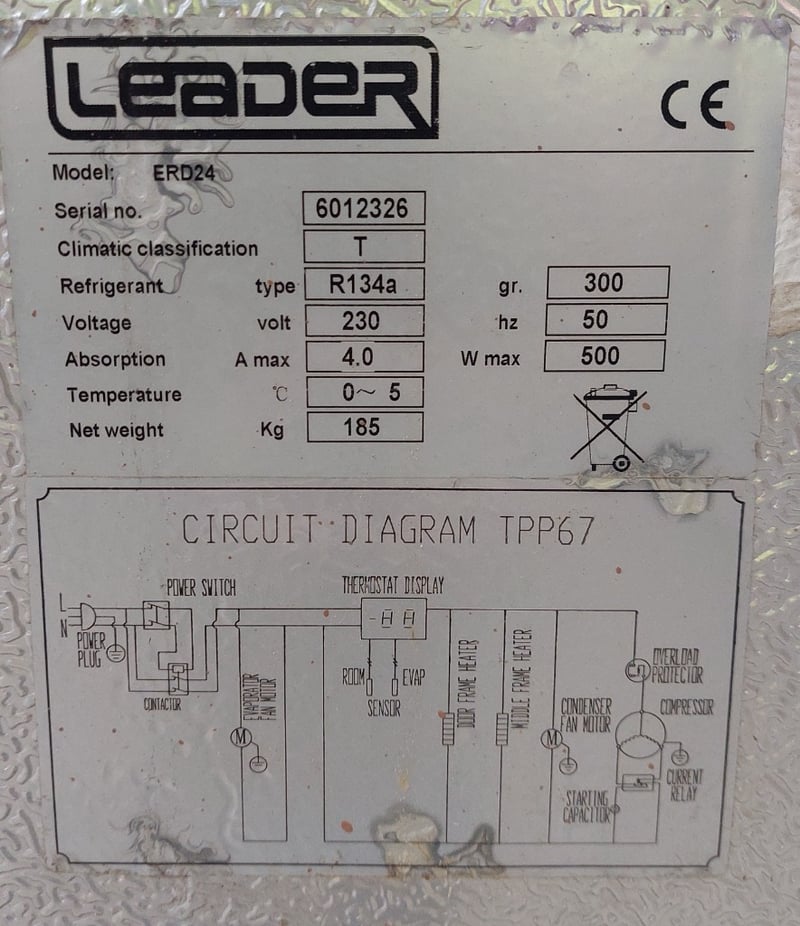 LEADER
CE
Model: ERD24
Serial no. 6012326
Climatic classification T
Refrigerant type R134a gr. 300
Voltage volt 230 hz 50
Absorption A max 4.0 W max 500
Temperature °C 0~ 5
Net weight Kg 185
CIRCUIT DIAGRAM TPP67
L
N
POWER SWITCH
POWER
PLUG
CONTACTOR
EVAPORATOR
FAN MOTOR
M
THERMOSTAT DISPLAY
-8 8
ROOM EVAP
SENSOR
DOOR FRAME HEATER
MIDDLE FRAME HEATER
CONDENSER
FAN MOTOR
M
OVERLOAD
PROTECTOR
COMPRESSOR
CURRENT
RELAY
STARTING
CAPACITOR